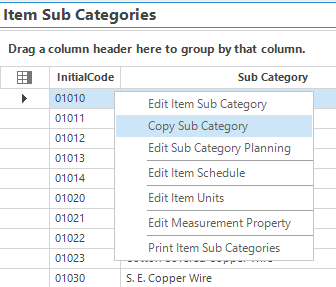 Item Sub Categories
Drag a column header here to group by that column.
InitialCode Sub Category
01010
Edit Item Sub Category
01011
Copy Sub Category
01012
Edit Sub Category Planning
01013
Edit Item Schedule
01014
01020 Edit Item Units
01021
Edit Measurement Property
01022
Print Item Sub Categories
01023 Cotton Covered Copper Wire
01030 S. E. Copper Wire